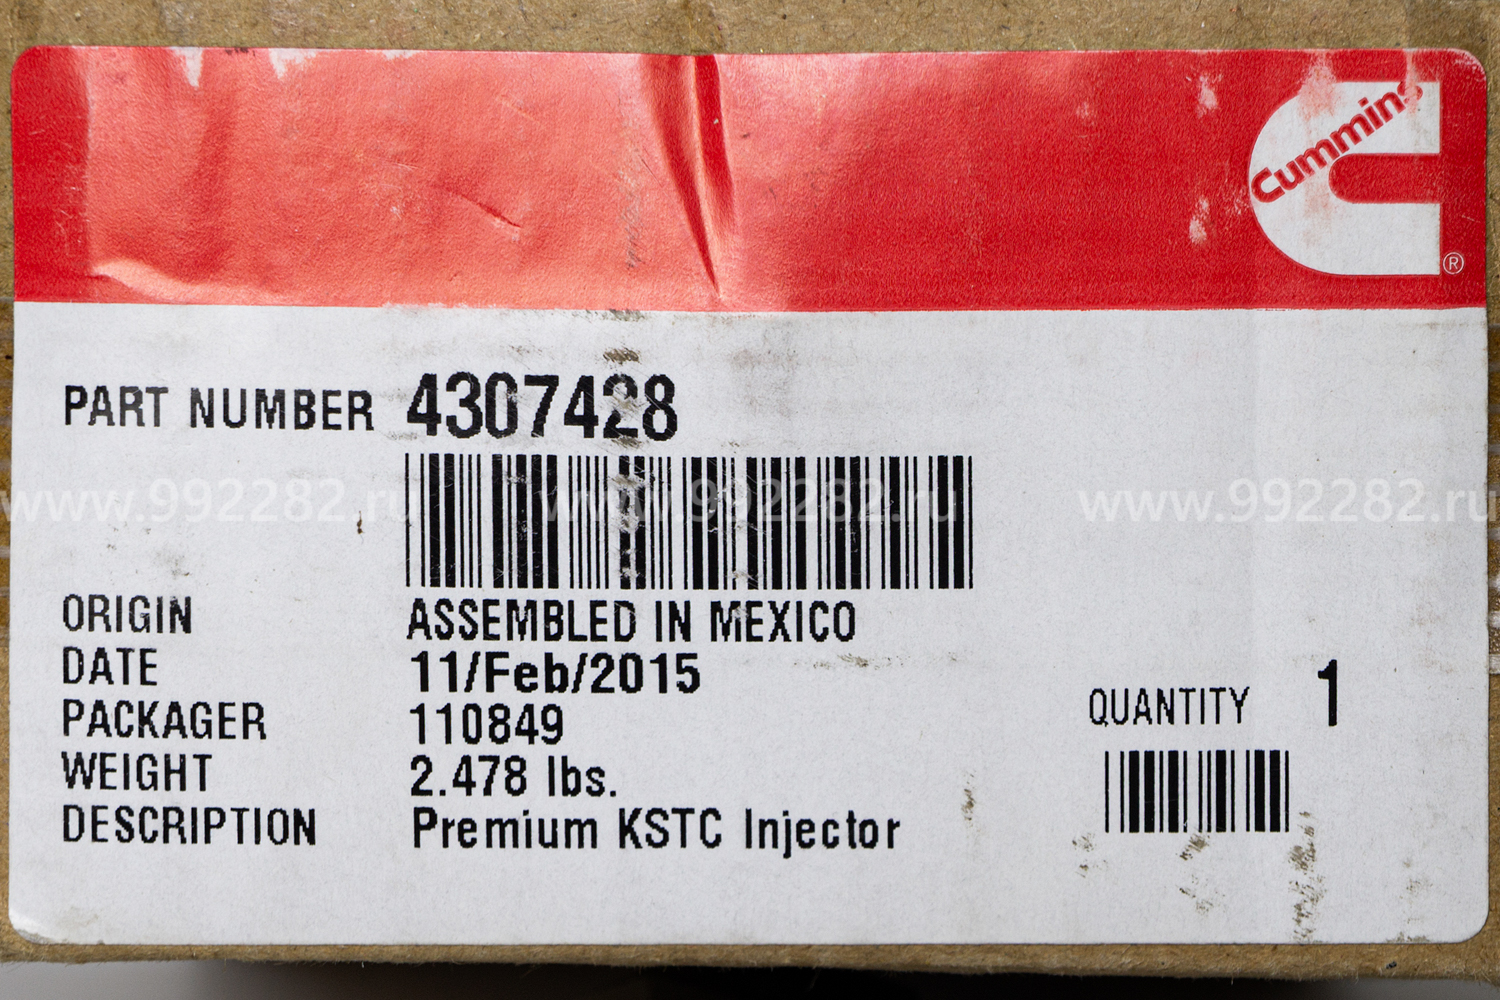 Cummins
®
PART NUMBER 4307428
www.992282.ru www.992282.ru www.992282.ru
ORIGIN ASSEMBLED IN MEXICO
DATE 11/Feb/2015
PACKAGER 110849
QUANTITY 1
WEIGHT 2.478 lbs.
DESCRIPTION Premium KSTC Injector